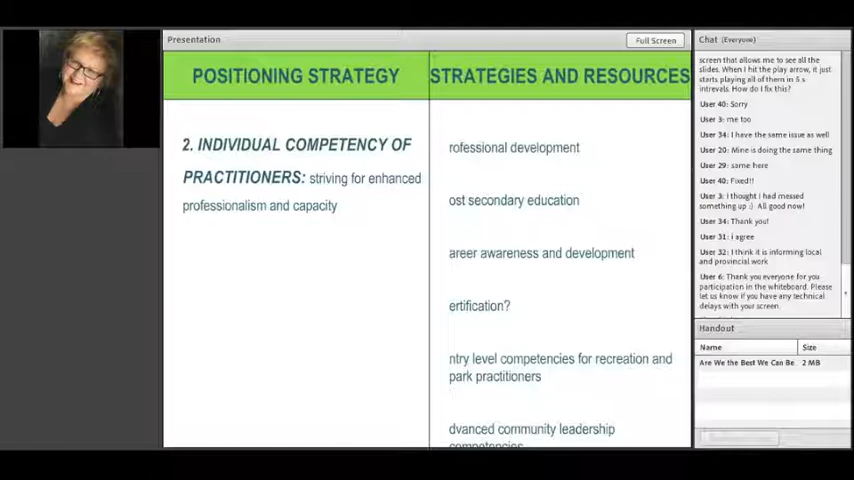 Presentation
Full Screen
POSITIONING STRATEGY
STRATEGIES AND RESOURCES
2. INDIVIDUAL COMPETENCY OF
PRACTITIONERS: striving for enhanced
professionalism and capacity
rofessional development
ost secondary education
areer awareness and development
ertification?
ntry level competencies for recreation and
park practitioners
dvanced community leadership
competencies
Chat (Everyone)
screen that allows me to see all the
slides. When I hit the play arrow, it just
starts playing all of them in 5 s
intrevals. How do I fix this?
User 40: Sorry
User 3: me too
User 34: I have the same issue as well
User 20: Mine is doing the same thing
User 29: same here
User 40: Fixed!!
User 3: I thought I had messed
something up :) All good now!
User 34: Thank you!
User 31: i agree
User 32: I think it is informing local
and provincial work
User 6: Thank you everyone for you
participation in the whiteboard. Please
let us know if you have any technical
delays with your screen.
Handout
Name Size
Are We the Best We Can Be 2 MB